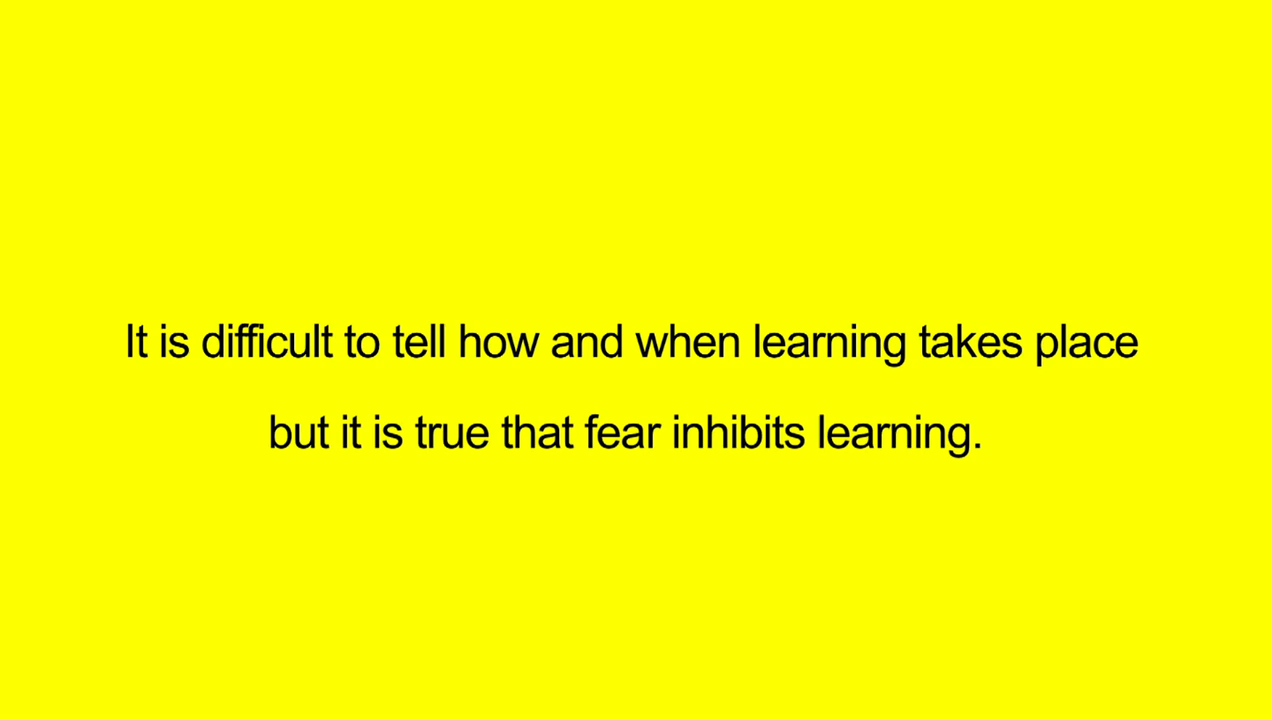 It is difficult to tell how and when learning takes place
but it is true that fear inhibits learning.